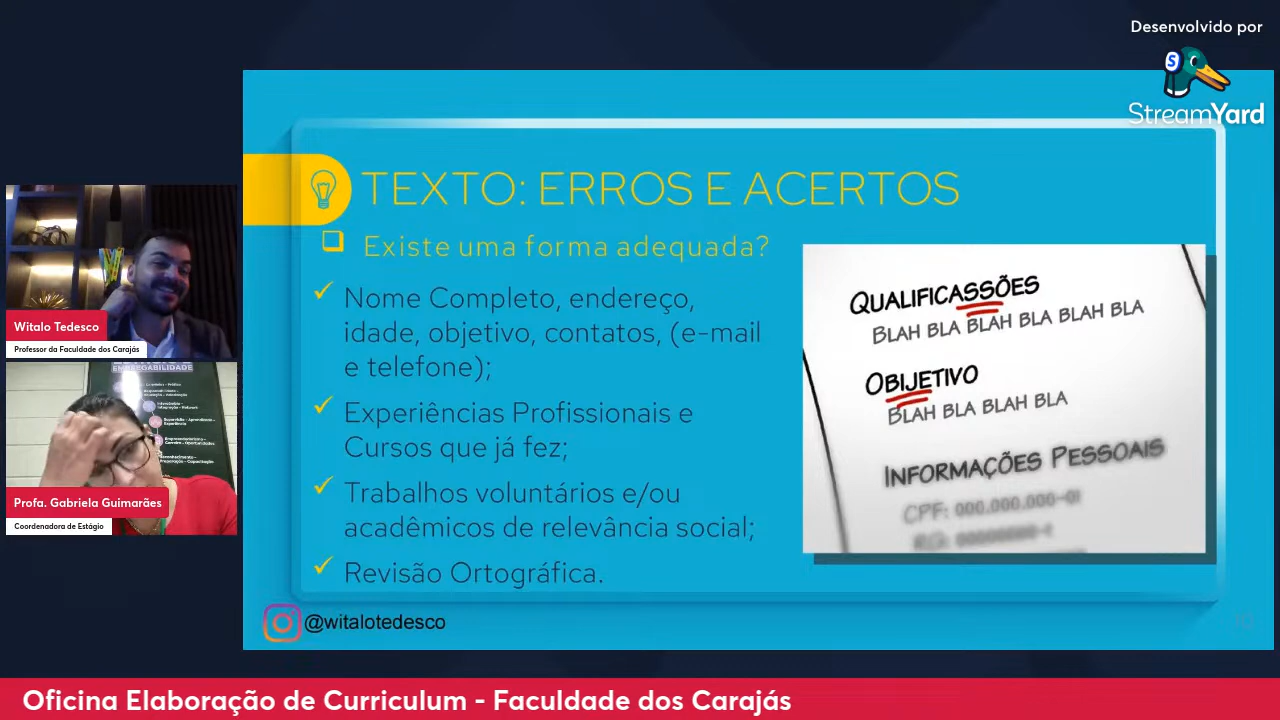 Desenvolvido por
StreamYard
TEXTO: ERROS E ACERTOS
Existe uma forma adequada?
Nome Completo, endereço,
idade, objetivo, contatos, (e-mail
e telefone);
Experiências Profissionais e
Cursos que já fez;
Trabalhos voluntários e/ou
acadêmicos de relevância social;
Revisão Ortográfica.
QUALIFICASSÕES
BLAH BLA BLAH BLA BLAH BLA
OBIJETIVO
BLAH BLA BLAH BLA
INFORMAÇÕES PESSOAIS
CPF: 000.000.000-01
@witalotedesco
10
Witalo Tedesco
Professor da Faculdade dos Carajás
EMPREGABILIDADE
Profa. Gabriela Guimarães
Coordenadora de Estágio
Oficina Elaboração de Curriculum - Faculdade dos Carajás